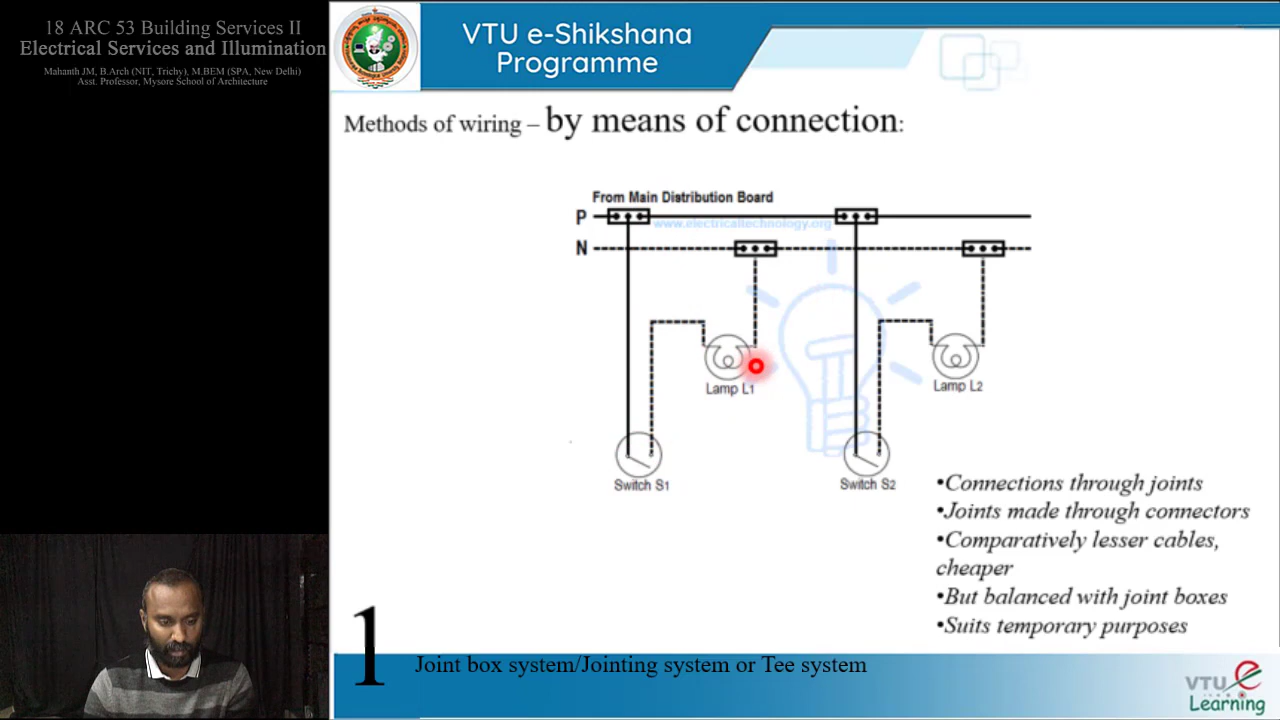 18 ARC 53 Building Services II
Electrical Services and Illumination
Mahanth JM, B.Arch (NIT, Trichy), M.BEM (SPA, New Delhi)
Asst. Professor, Mysore School of Architecture
VTU e-Shikshana
Programme
Methods of wiring – by means of connection:
From Main Distribution Board
P
www.electricaltechnology.org
N
Lamp L1
Lamp L2
Switch S1
Switch S2
•Connections through joints
•Joints made through connectors
•Comparatively lesser cables,
cheaper
•But balanced with joint boxes
•Suits temporary purposes
1
Joint box system/Jointing system or Tee system
VTU e
Learning